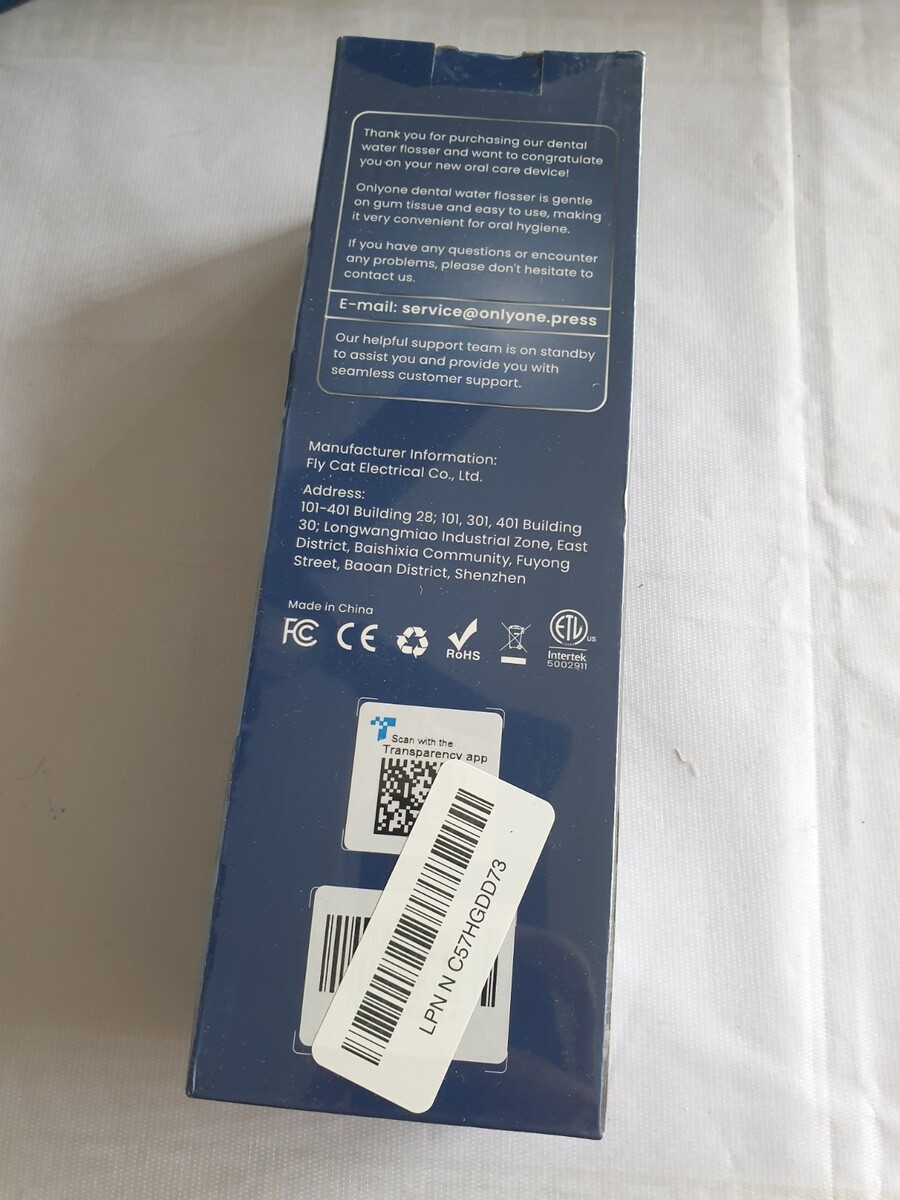 Thank you for purchasing our dental
water flosser and want to congratulate
you on your new oral care device!
Onlyone dental water flosser is gentle
on gum tissue and easy to use, making
it very convenient for oral hygiene.
If you have any questions or encounter
any problems, please don't hesitate to
contact us.
E-mail: service@onlyone.press
Our helpful support team is on standby
to assist you and provide you with
seamless customer support.
Manufacturer Information:
Fly Cat Electrical Co., Ltd.
Address:
101-401 Building 28; 101, 301, 401 Building
30; Longwangmiao Industrial Zone, East
District, Baishixia Community, Fuyong
Street, Baoan District, Shenzhen
Made in China
FC CE RoHS ETL US
Intertek
5002911
Scan with the
Transparency app
LPN N C57HGDD73